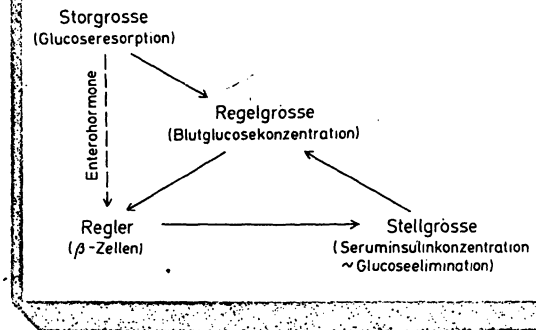 Storgrosse
(Glucoseresorption)
Enterohormone
Regelgrösse
(Blutglucosekonzentration)
Regler
(β-Zellen)
Stellgrösse
(Seruminsulinkonzentration
~Glucoseelimination)